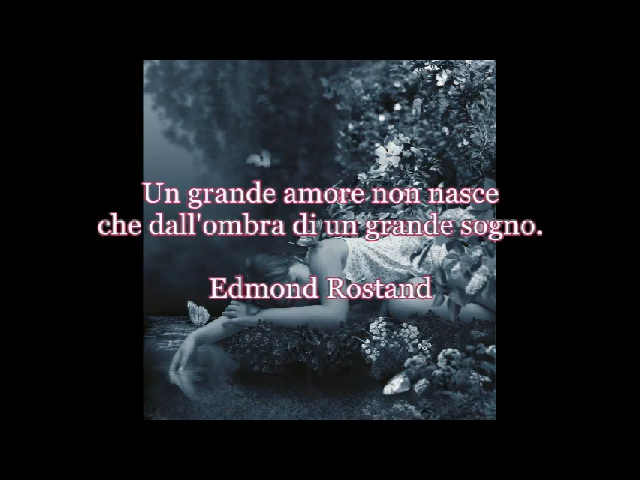 Un grande amore non nasce
che dall'ombra di un grande sogno.
Edmond Rostand